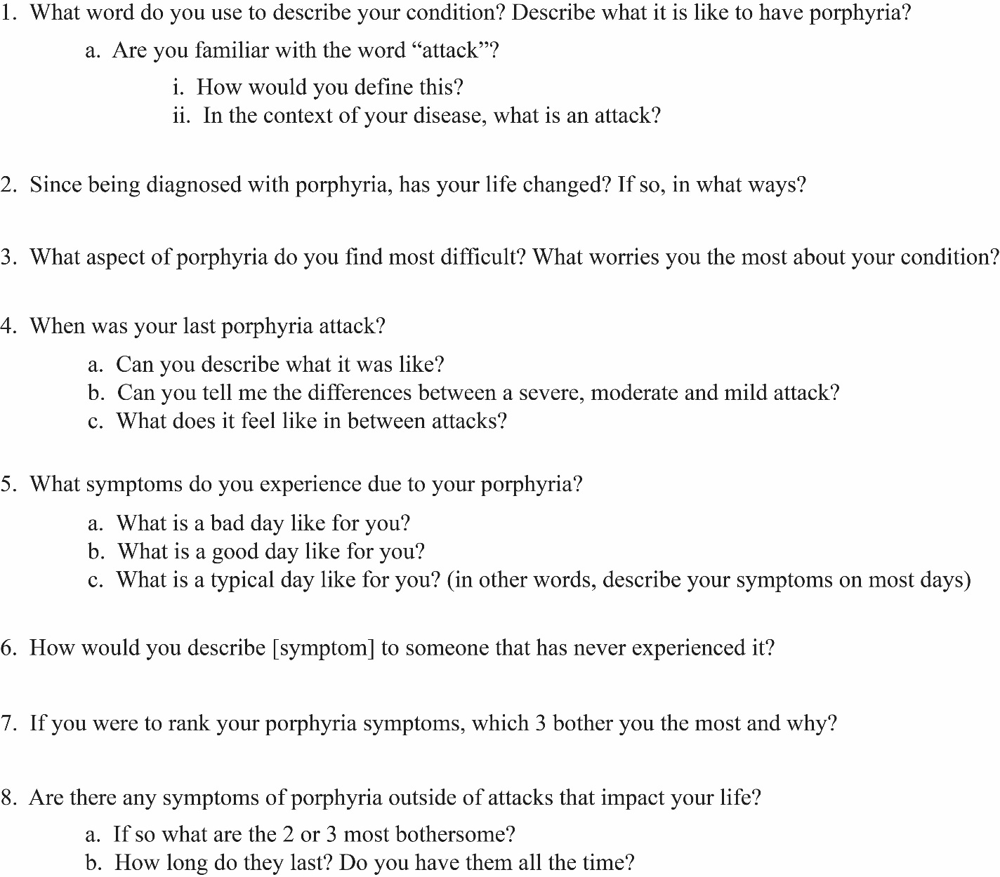 1. What word do you use to describe your condition? Describe what it is like to have porphyria?
a. Are you familiar with the word “attack”?
i. How would you define this?
ii. In the context of your disease, what is an attack?
2. Since being diagnosed with porphyria, has your life changed? If so, in what ways?
3. What aspect of porphyria do you find most difficult? What worries you the most about your condition?
4. When was your last porphyria attack?
a. Can you describe what it was like?
b. Can you tell me the differences between a severe, moderate and mild attack?
c. What does it feel like in between attacks?
5. What symptoms do you experience due to your porphyria?
a. What is a bad day like for you?
b. What is a good day like for you?
c. What is a typical day like for you? (in other words, describe your symptoms on most days)
6. How would you describe [symptom] to someone that has never experienced it?
7. If you were to rank your porphyria symptoms, which 3 bother you the most and why?
8. Are there any symptoms of porphyria outside of attacks that impact your life?
a. If so what are the 2 or 3 most bothersome?
b. How long do they last? Do you have them all the time?